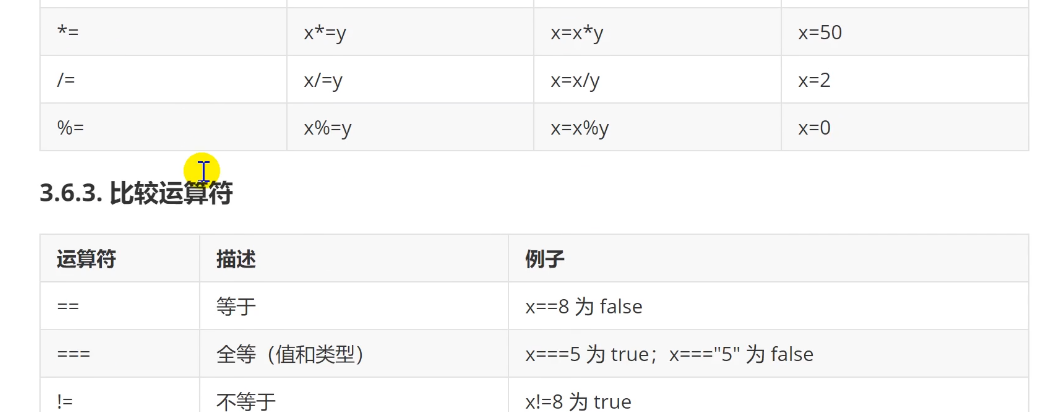 *= x*=y x=x*y x=50
/= x/=y x=x/y x=2
%= x%=y x=x%y x=0
3.6.3. 比较运算符
运算符 描述 例子
== 等于 x==8 为 false
=== 全等（值和类型） x===5 为 true；x==="5" 为 false
!= 不等于 x!=8 为 true